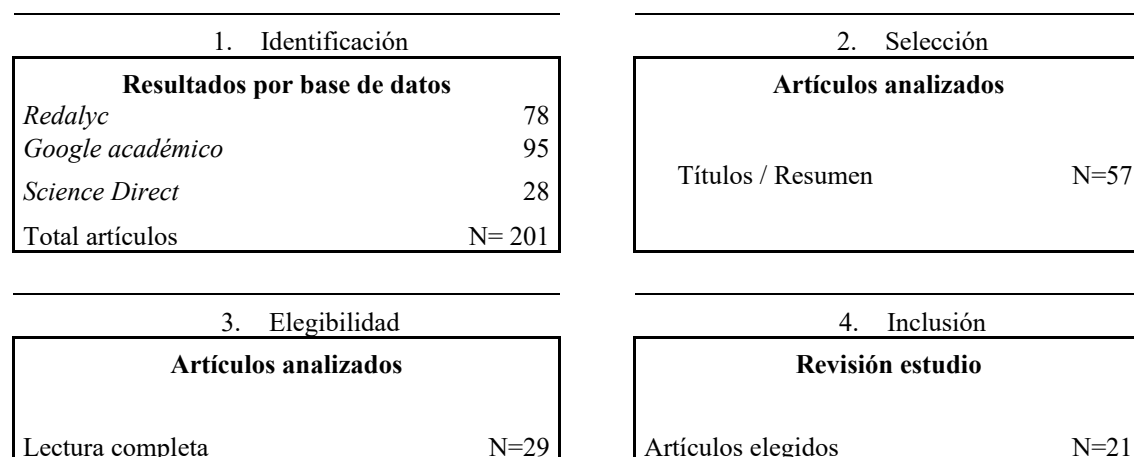 1. Identificación
Resultados por base de datos
Redalyc 78
Google académico 95
Science Direct 28
Total artículos N= 201
2. Selección
Artículos analizados
Títulos / Resumen N=57
3. Elegibilidad
Artículos analizados
Lectura completa N=29
4. Inclusión
Revisión estudio
Artículos elegidos N=21